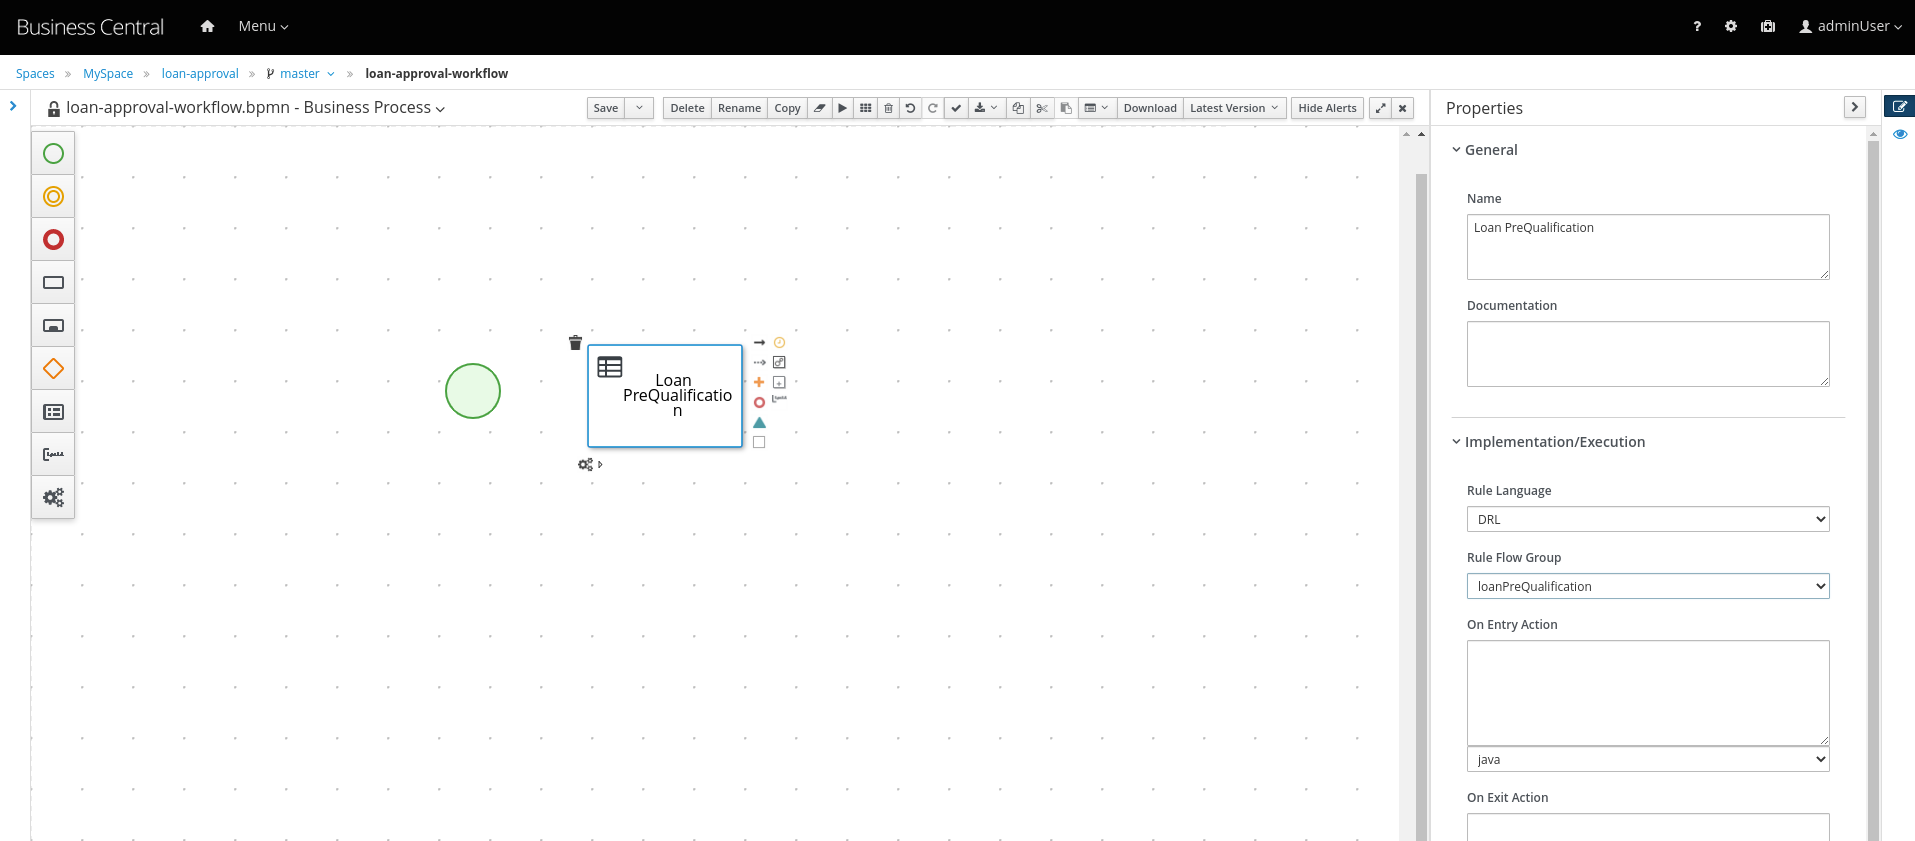 Business Central
Menu
? adminUser
Spaces » MySpace » loan-approval » master » loan-approval-workflow
loan-approval-workflow.bpmn - Business Process
Save Delete Rename Copy Download Latest Version Hide Alerts
Properties
General
Name
Loan PreQualification
Documentation
Loan
PreQualificatio
n
Implementation/Execution
Rule Language
DRL
Rule Flow Group
loanPreQualification
On Entry Action
java
On Exit Action